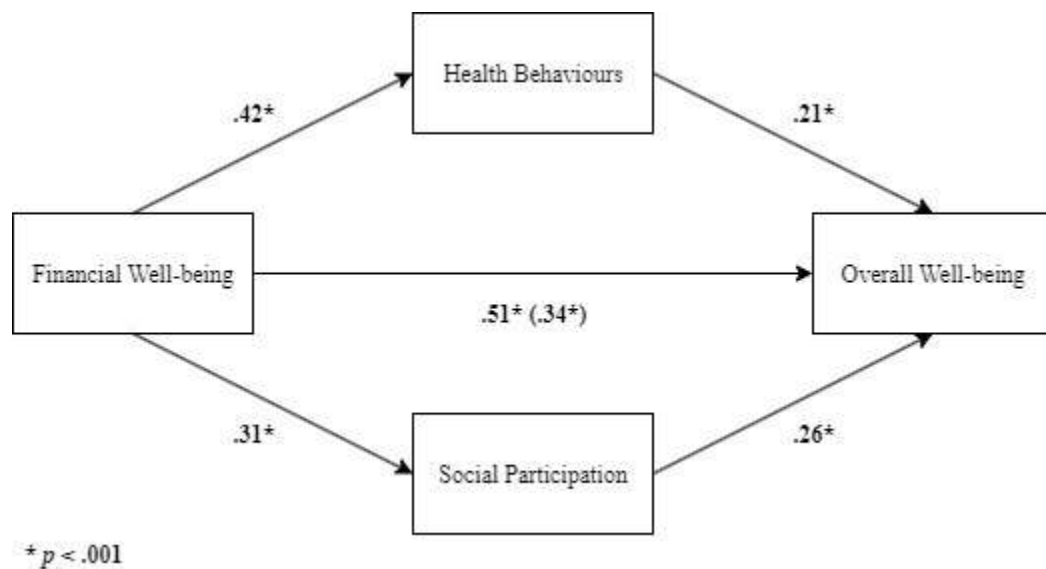 Health Behaviours
.42*
.21*
Financial Well-being
Overall Well-being
.51* (.34*)
.31*
.26*
Social Participation
* p < .001